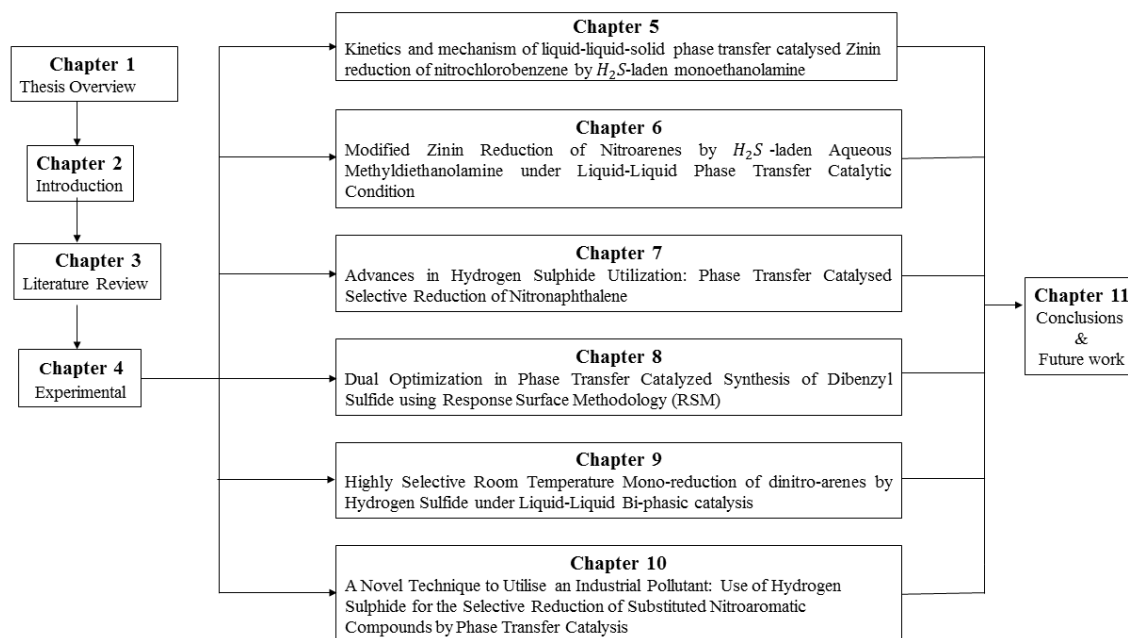 Chapter 1
Thesis Overview
Chapter 2
Introduction
Chapter 3
Literature Review
Chapter 4
Experimental
Chapter 5
Kinetics and mechanism of liquid-liquid-solid phase transfer catalysed Zinin
reduction of nitrochlorobenzene by H₂S-laden monoethanolamine
Chapter 6
Modified Zinin Reduction of Nitroarenes by H₂S -laden Aqueous
Methyldiethanolamine under Liquid-Liquid Phase Transfer Catalytic
Condition
Chapter 7
Advances in Hydrogen Sulphide Utilization: Phase Transfer Catalysed
Selective Reduction of Nitronaphthalene
Chapter 8
Dual Optimization in Phase Transfer Catalyzed Synthesis of Dibenzyl
Sulfide using Response Surface Methodology (RSM)
Chapter 9
Highly Selective Room Temperature Mono-reduction of dinitro-arenes by
Hydrogen Sulfide under Liquid-Liquid Bi-phasic catalysis
Chapter 10
A Novel Technique to Utilise an Industrial Pollutant: Use of Hydrogen
Sulphide for the Selective Reduction of Substituted Nitroaromatic
Compounds by Phase Transfer Catalysis
Chapter 11
Conclusions
&
Future work